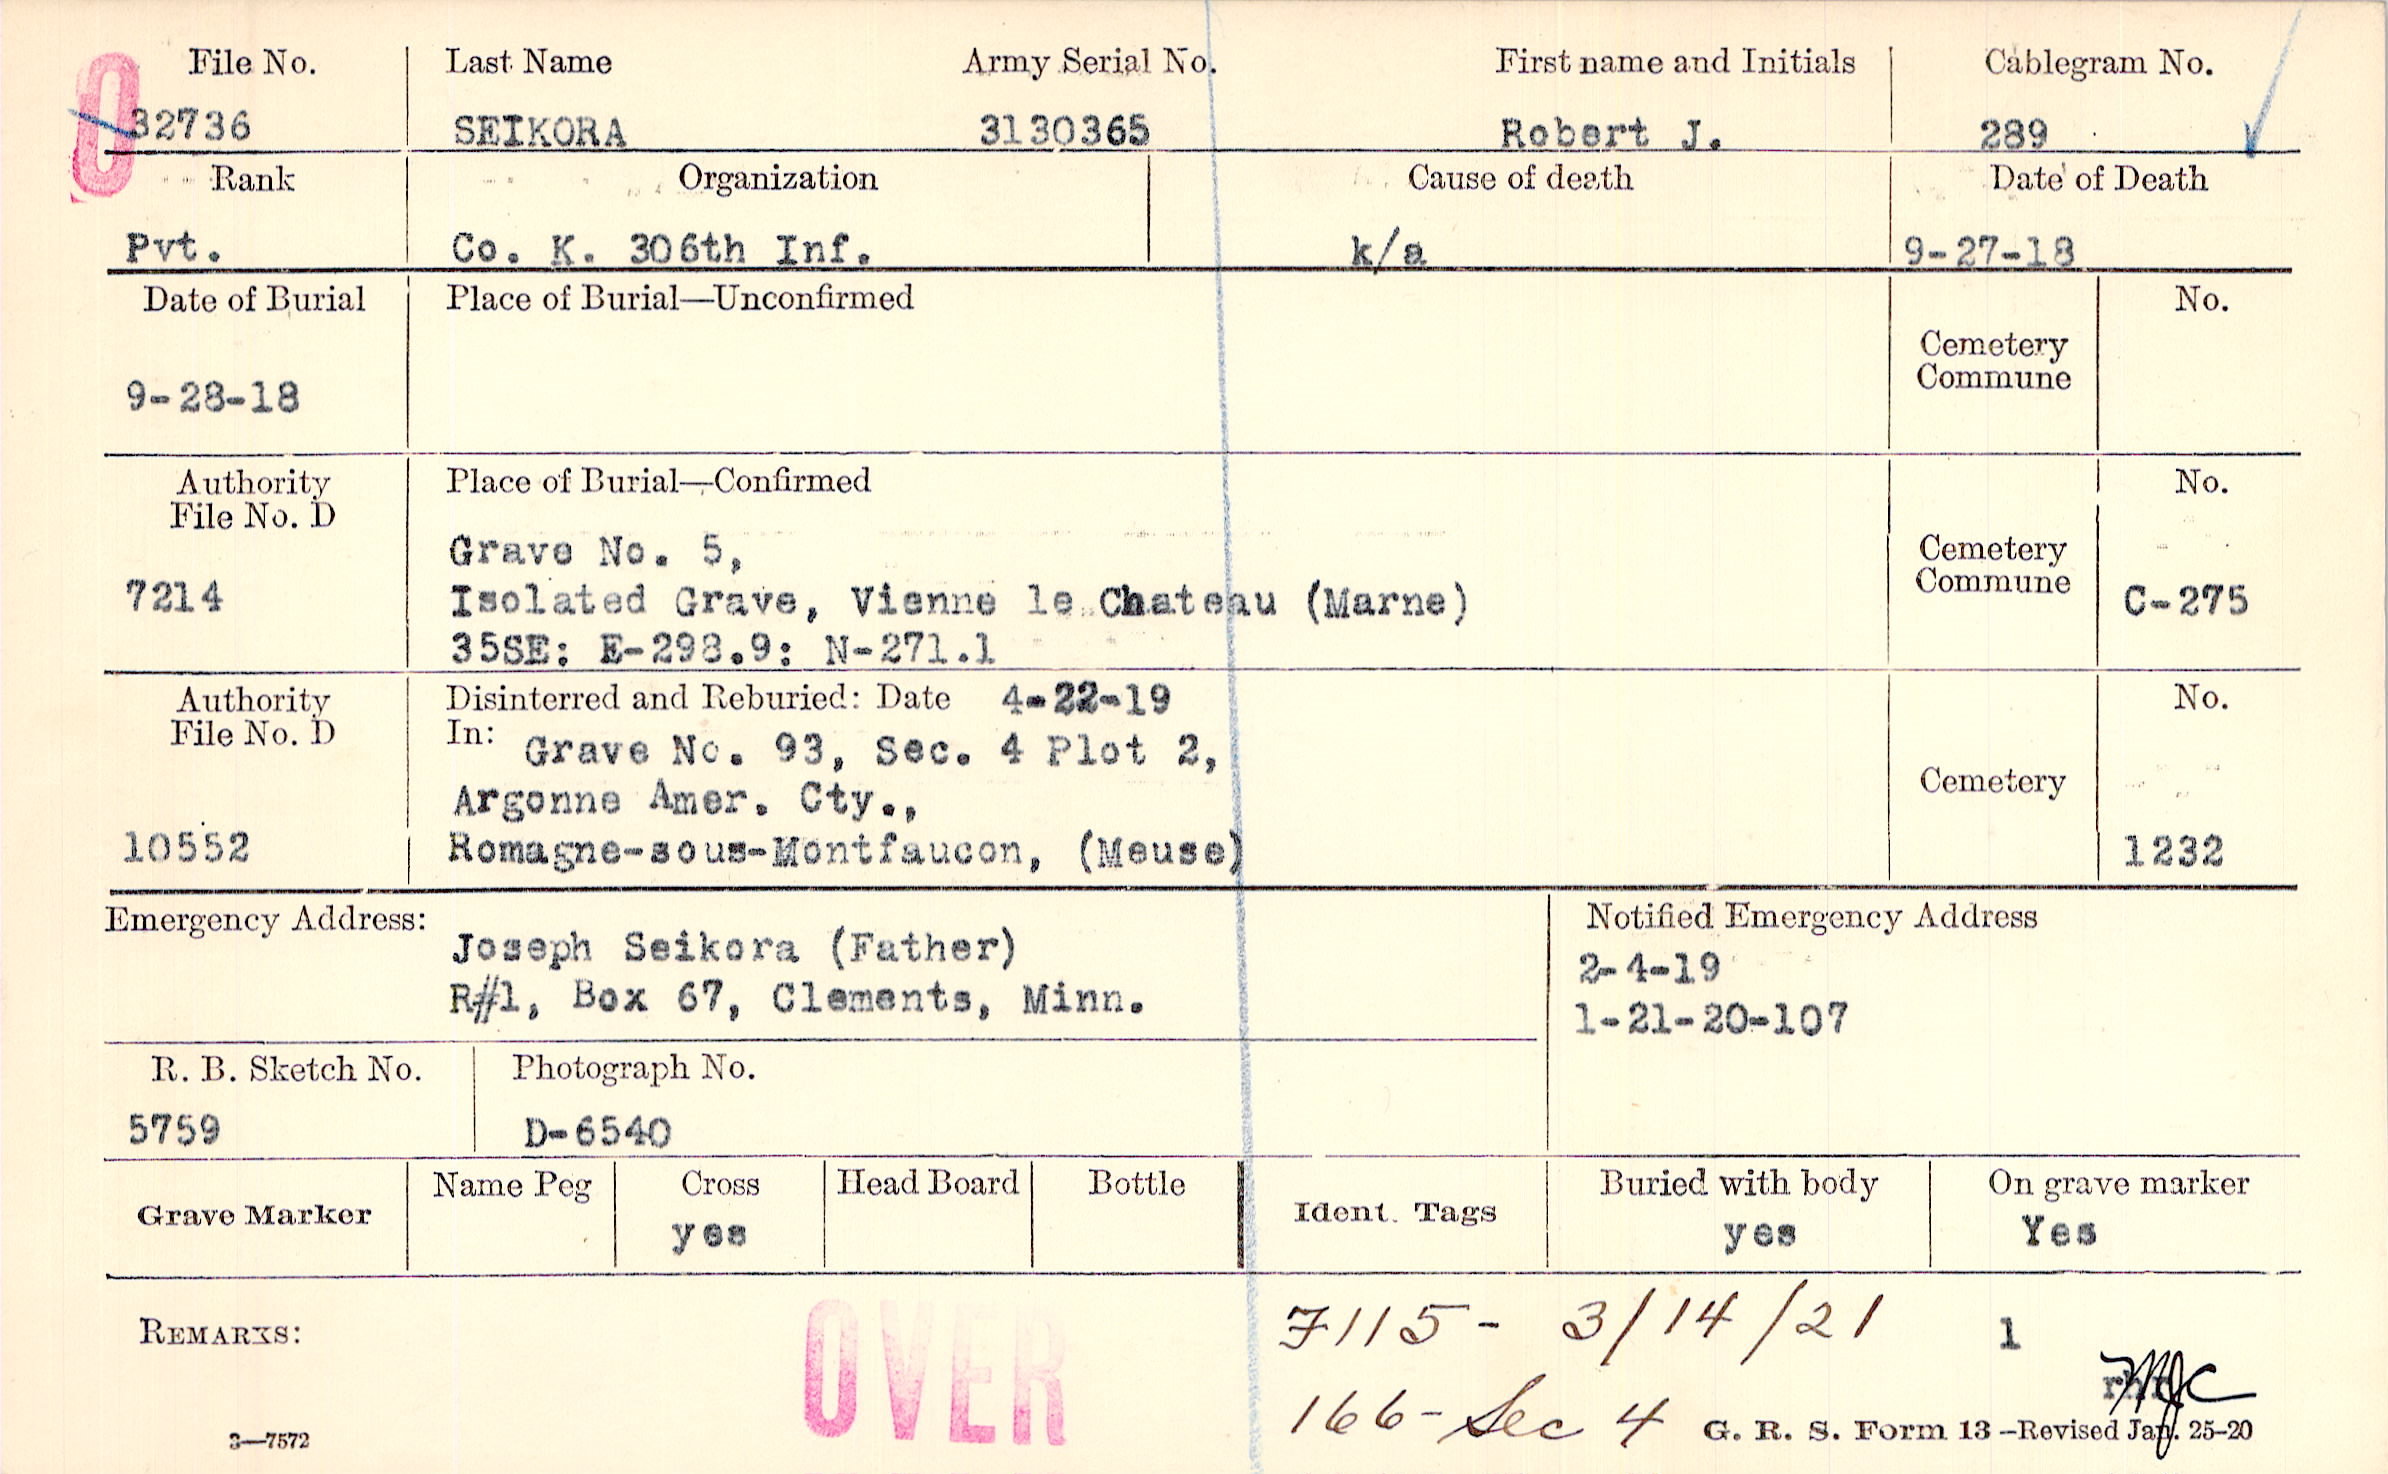 File No. Last Name Army Serial No. First name and Initials Cablegram No.
O
32736 SEIKORA 3130365 Robert J. 289
Rank Organization Cause of death Date of Death
Pvt. Co. K. 306th Inf. k/a 9-27-18
Date of Burial Place of Burial—Unconfirmed No.
Cemetery
Commune
9-28-18
Authority Place of Burial—Confirmed No.
File No. D
Grave No. 5, Cemetery
7214 Isolated Grave, Vienne le Chateau (Marne) Commune C-275
35SE: E-298.9: N-271.1
Authority Disinterred and Reburied: Date 4-22-19 No.
File No. D In: Grave No. 93, Sec. 4 Plot 2,
Argonne Amer. Cty., Cemetery
10552 Romagne-sous-Montfaucon, (Meuse) 1232
Emergency Address: Notified Emergency Address
Joseph Seikora (Father) 2-4-19
R#1, Box 67, Clements, Minn. 1-21-20-107
R. B. Sketch No. Photograph No.
5759 D-6540
Name Peg Cross Head Board Bottle Buried with body On grave marker
Grave Marker yes Ident. Tags yes Yes
REMARKS: OVER 7115- 3/14/21 1
MJC
166- Sec 4
3—7572 G. R. S. Form 13 —Revised Jan. 25-20